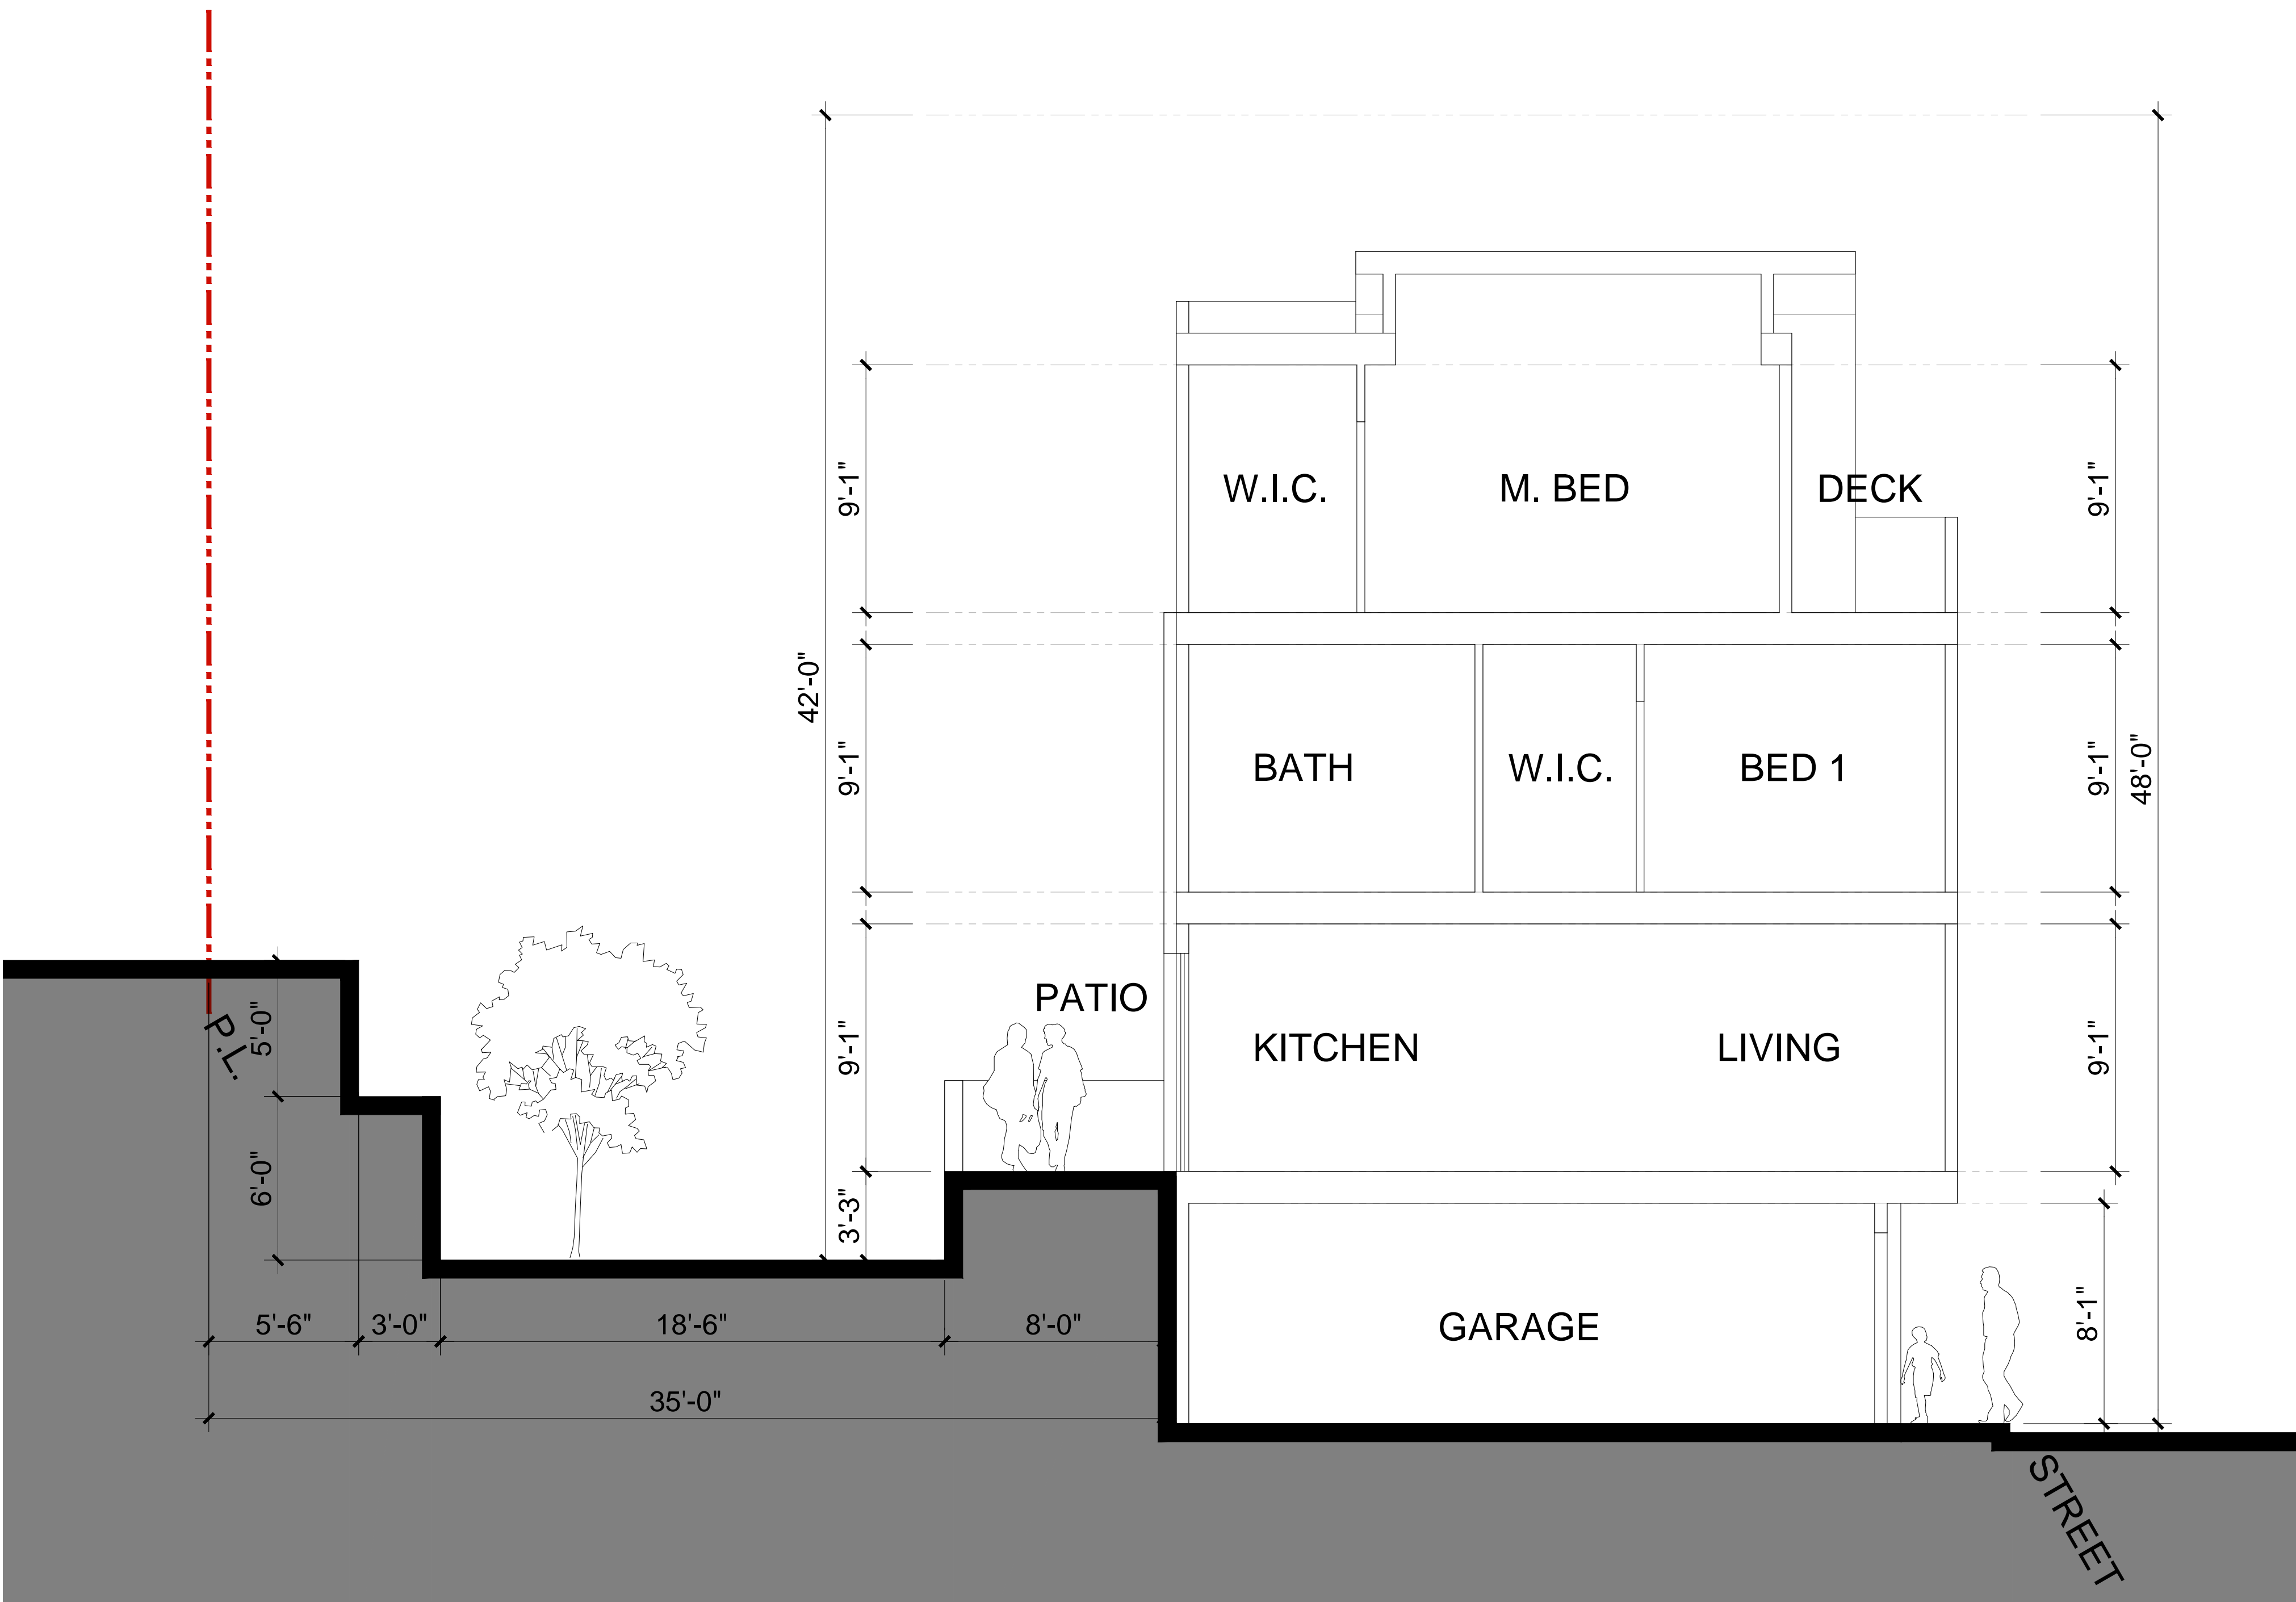 W.I.C.
M. BED
DECK
9'-1"
9'-1"
42'-0"
BATH
W.I.C.
BED 1
9'-1"
9'-1"
48'-0"
PATIO
KITCHEN
LIVING
9'-1"
9'-1"
P.L.
5'-0"
6'-0"
3'-3"
GARAGE
8'-1"
5'-6"
3'-0"
18'-6"
8'-0"
35'-0"
STREET